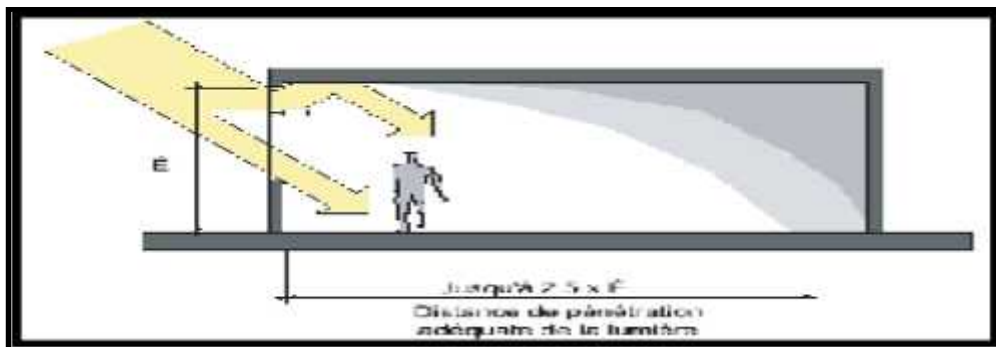 É
Jusqu'à 2.5 x É
Distance de pénétration
adéquate de la lumière